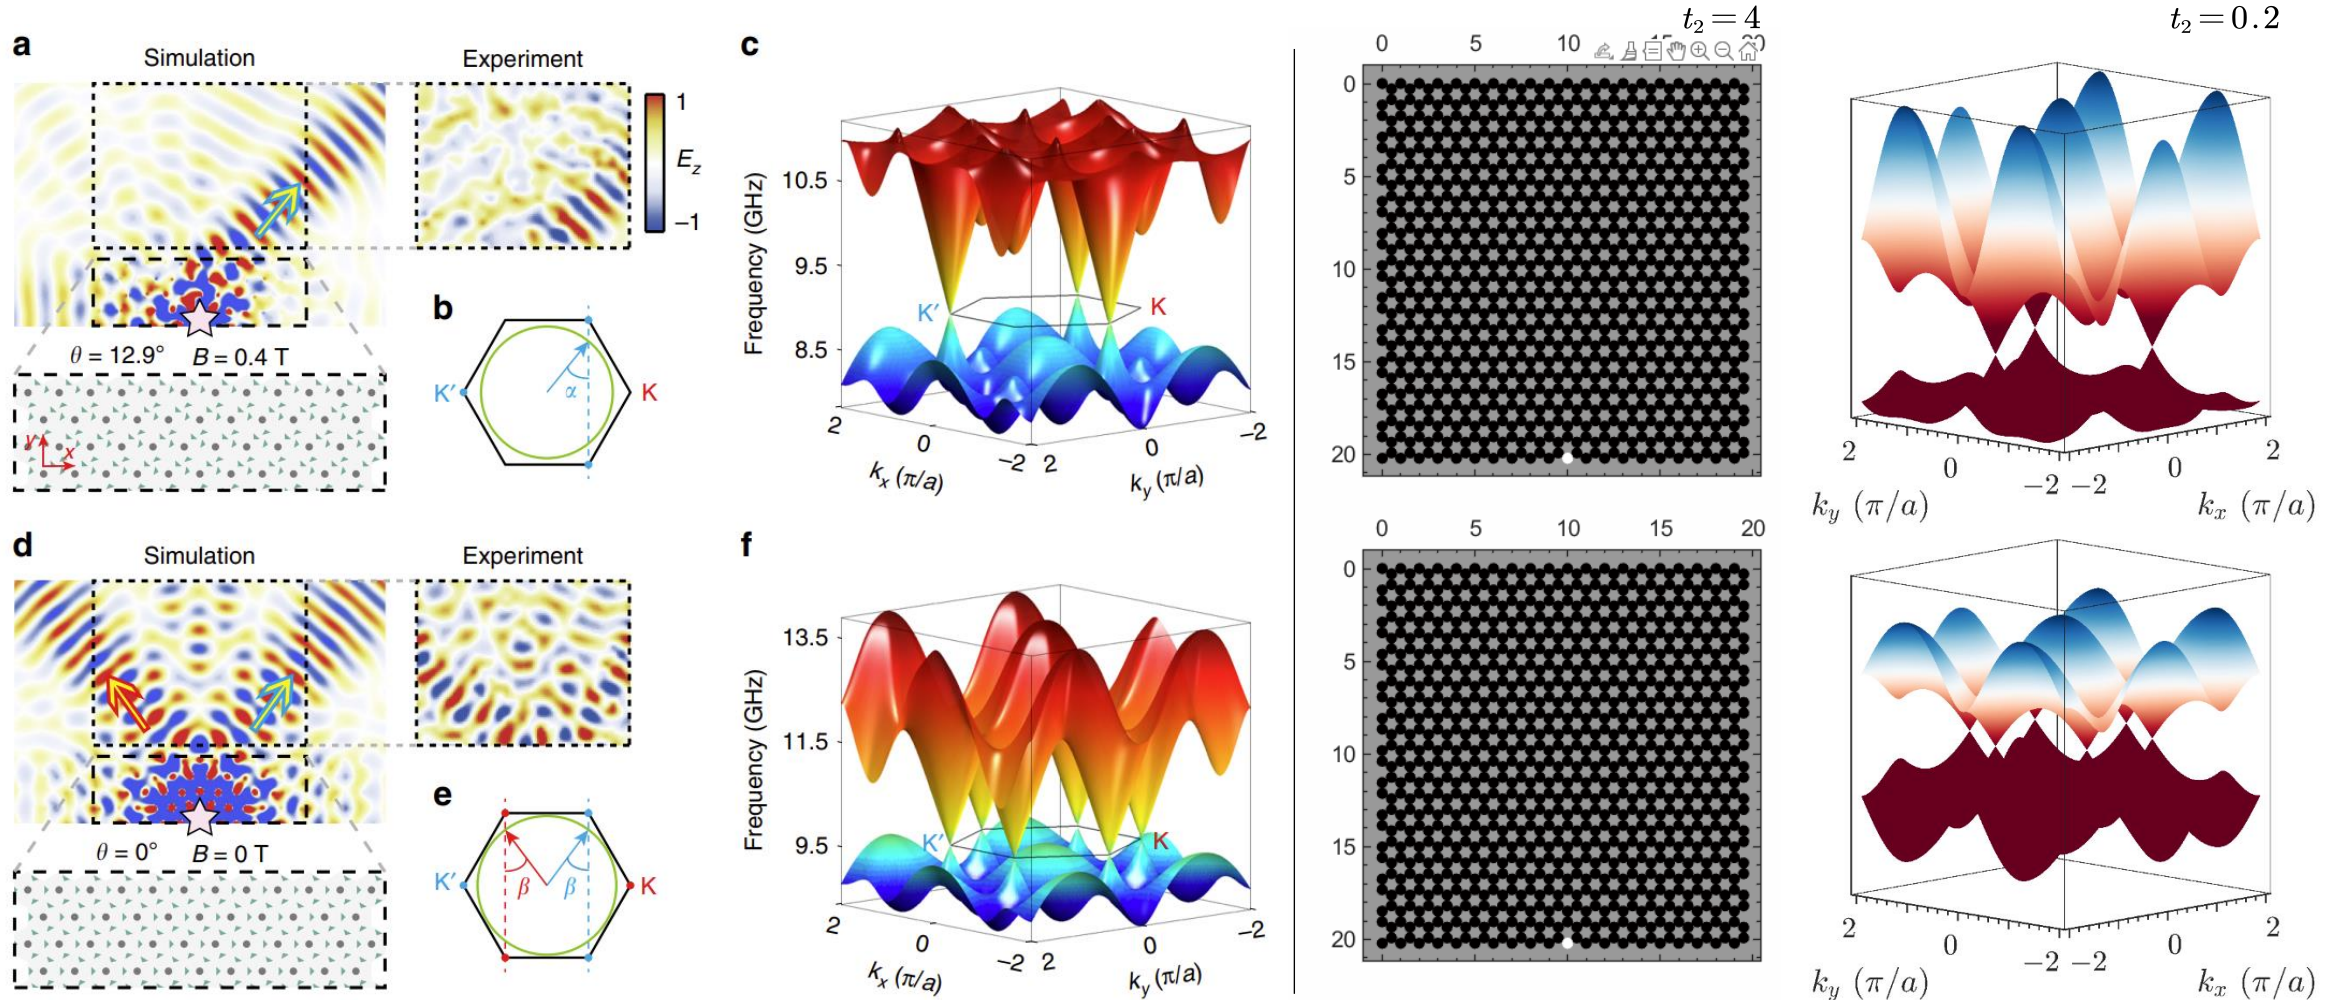 a
Simulation
Experiment
1
E_z
−1
θ = 12.9° B = 0.4 T
y
x
b
K′
α
K
c
Frequency (GHz)
10.5
9.5
8.5
K′
K
2
0
−2
k_x (π/a)
2
0
−2
k_y (π/a)
t₂ = 4
0 5 10 15 20
0
5
10
15
20
t₂ = 0.2
2
0
−2
k_y (π/a)
−2
0
2
k_x (π/a)
d
Simulation
Experiment
θ = 0° B = 0 T
e
K′
β
β
K
f
Frequency (GHz)
13.5
11.5
9.5
K′
K
2
0
−2
k_x (π/a)
2
0
−2
k_y (π/a)
0 5 10 15 20
0
5
10
15
20
2
0
−2
k_y (π/a)
−2
0
2
k_x (π/a)